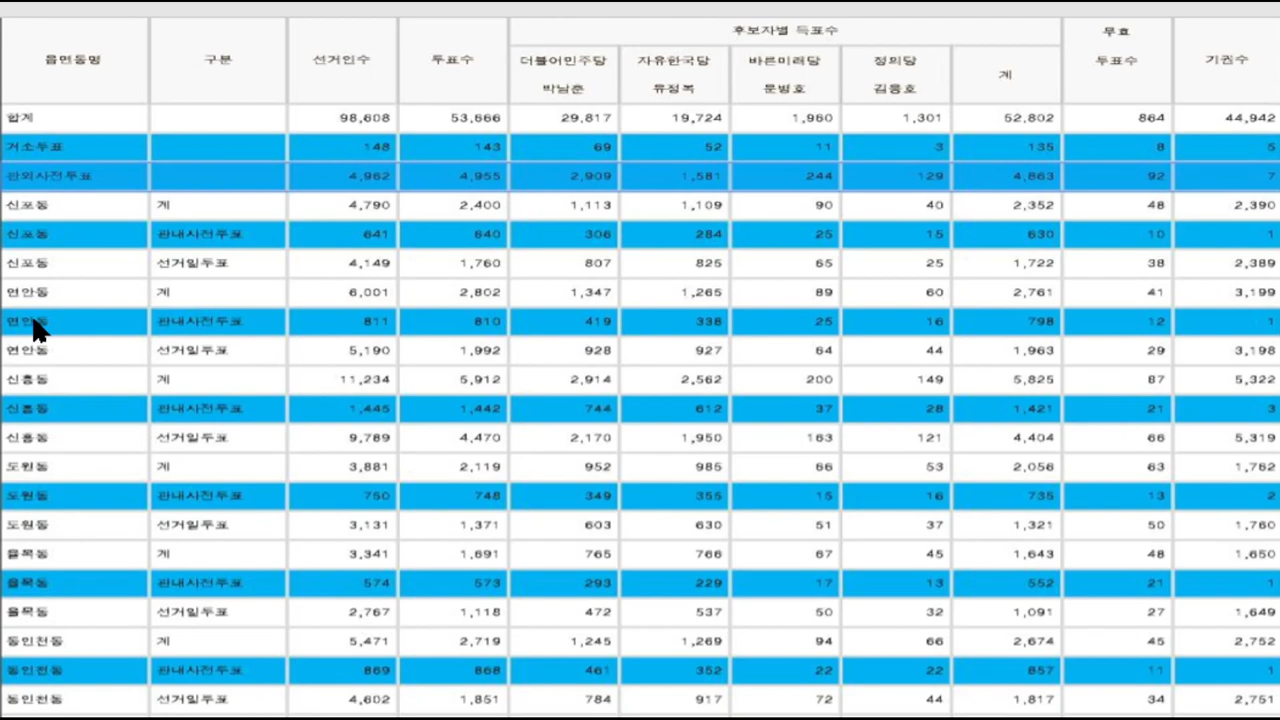 읍면동명 구분 선거인수 투표수 후보자별 득표수 무효 투표수 기권수
더불어민주당 박남춘 자유한국당 유정복 바른미래당 문병호 정의당 김응호 계
합계 98,608 53,666 29,817 19,724 1,960 1,301 52,802 864 44,942
거소투표 148 143 69 52 11 3 135 8 5
관외사전투표 4,962 4,955 2,909 1,581 244 129 4,863 92 7
신포동 계 4,790 2,400 1,113 1,109 90 40 2,352 48 2,390
신포동 관내사전투표 641 640 306 284 25 15 630 10 1
신포동 선거일투표 4,149 1,760 807 825 65 25 1,722 38 2,389
연안동 계 6,001 2,802 1,347 1,265 89 60 2,761 41 3,199
연안동 관내사전투표 811 810 419 338 25 16 798 12 1
연안동 선거일투표 5,190 1,992 928 927 64 44 1,963 29 3,198
신흥동 계 11,234 5,912 2,914 2,562 200 149 5,825 87 5,322
신흥동 관내사전투표 1,445 1,442 744 612 37 28 1,421 21 3
신흥동 선거일투표 9,789 4,470 2,170 1,950 163 121 4,404 66 5,319
도원동 계 3,881 2,119 952 985 66 53 2,056 63 1,762
도원동 관내사전투표 750 748 349 355 15 16 735 13 2
도원동 선거일투표 3,131 1,371 603 630 51 37 1,321 50 1,760
율목동 계 3,341 1,691 765 766 67 45 1,643 48 1,650
율목동 관내사전투표 574 573 293 229 17 13 552 21 1
율목동 선거일투표 2,767 1,118 472 537 50 32 1,091 27 1,649
동인천동 계 5,471 2,719 1,245 1,269 94 66 2,674 45 2,752
동인천동 관내사전투표 869 868 461 352 22 22 857 11 1
동인천동 선거일투표 4,602 1,851 784 917 72 44 1,817 34 2,751